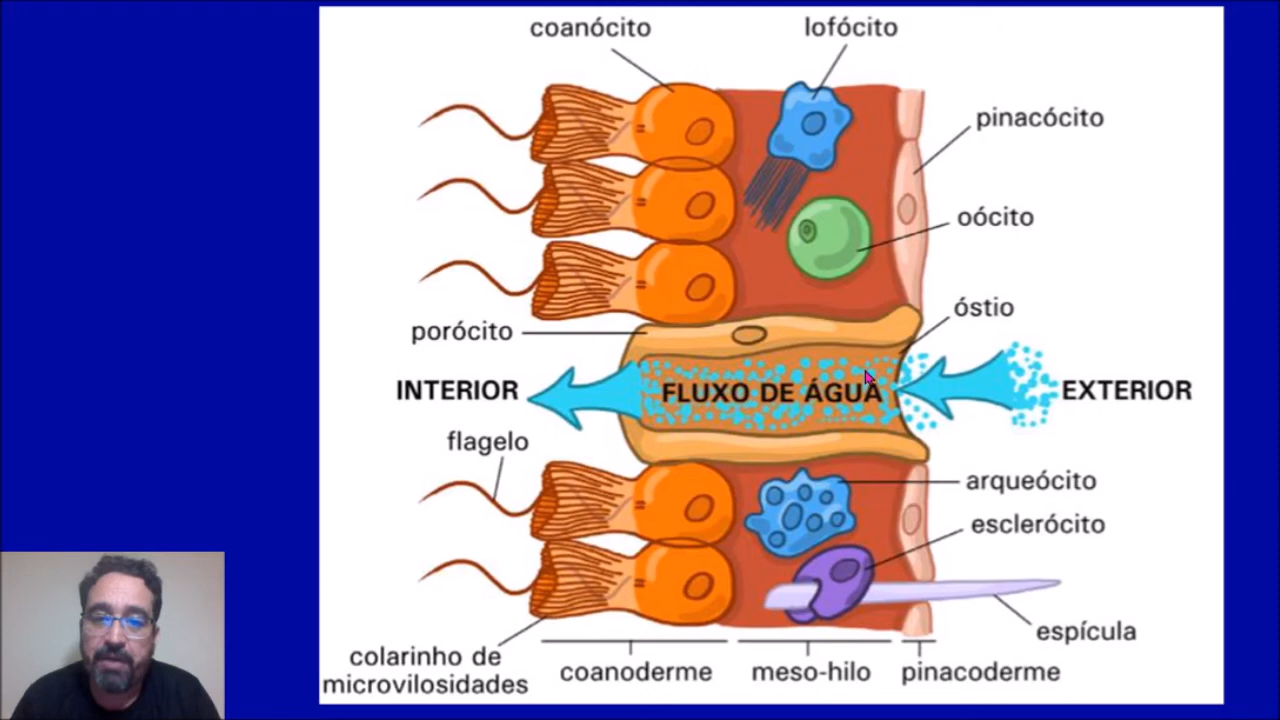 coanócito
lofócito
pinacócito
oócito
óstio
porócito
INTERIOR
FLUXO DE ÁGUA
EXTERIOR
flagelo
arqueócito
esclerócito
espícula
colarinho de
microvilosidades
coanoderme
meso-hilo
pinacoderme